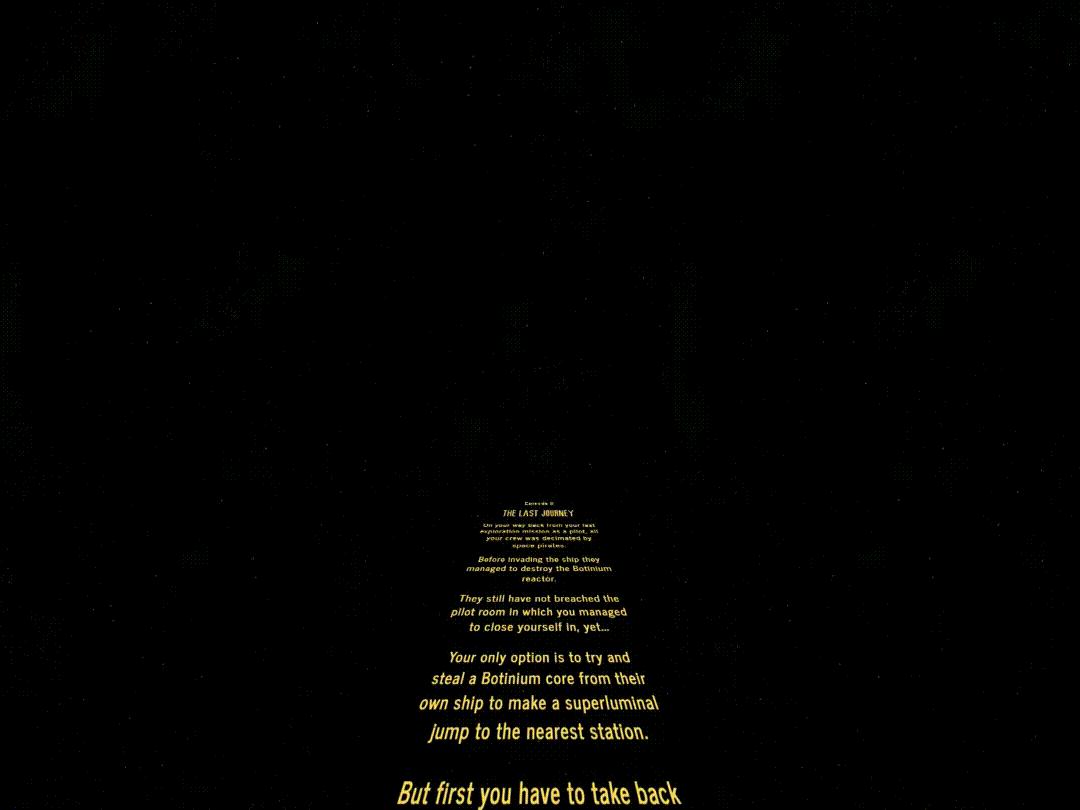 Episode II
THE LAST JOURNEY
On your way back from your last
exploration mission as a pilot, all
your crew was decimated by
space pirates.
Before invading the ship they
managed to destroy the Botinium
reactor.
They still have not breached the
pilot room in which you managed
to close yourself in, yet...
Your only option is to try and
steal a Botinium core from their
own ship to make a superluminal
jump to the nearest station.
But first you have to take back